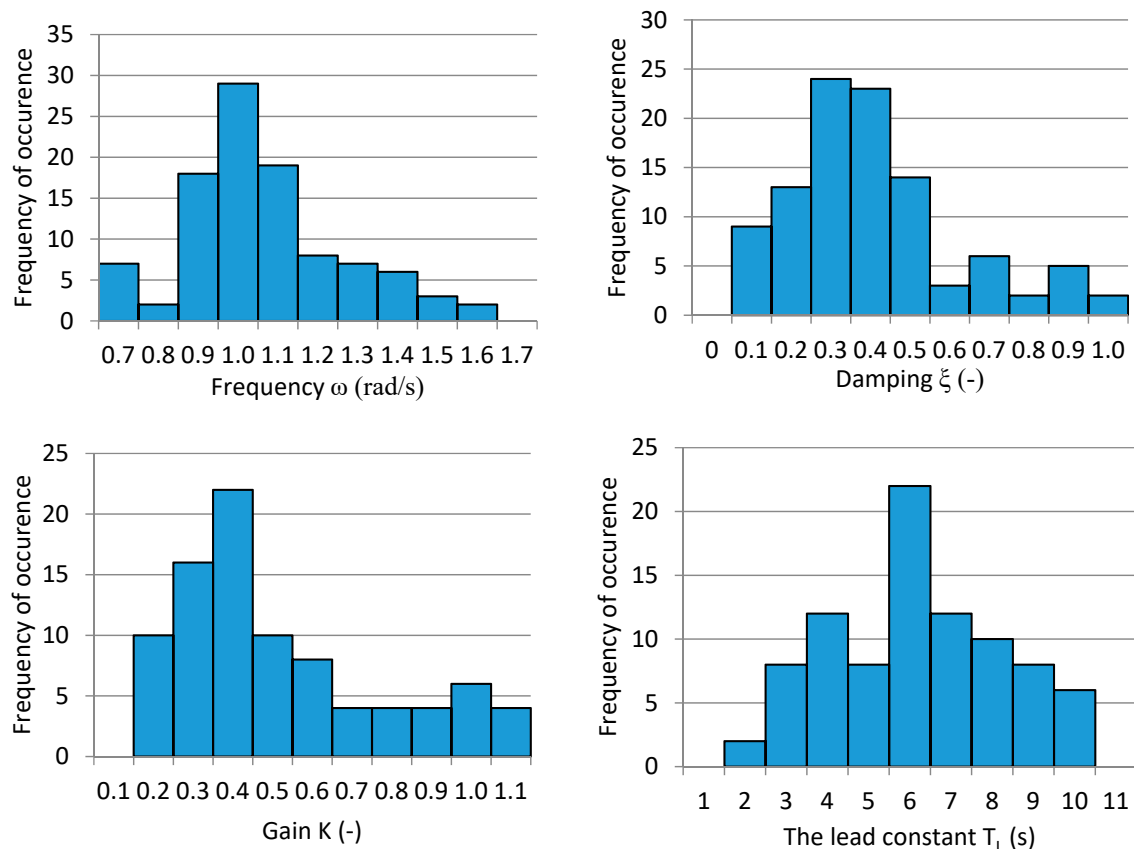 Frequency of occurence
35
30
25
20
15
10
5
0
0.7 0.8 0.9 1.0 1.1 1.2 1.3 1.4 1.5 1.6 1.7
Frequency ω (rad/s)
Frequency of occurence
30
25
20
15
10
5
0
0 0.1 0.2 0.3 0.4 0.5 0.6 0.7 0.8 0.9 1.0
Damping ξ (-)
Frequency of occurence
25
20
15
10
5
0
0.1 0.2 0.3 0.4 0.5 0.6 0.7 0.8 0.9 1.0 1.1
Gain K (-)
Frequency of occurence
25
20
15
10
5
0
1 2 3 4 5 6 7 8 9 10 11
The lead constant T_L (s)